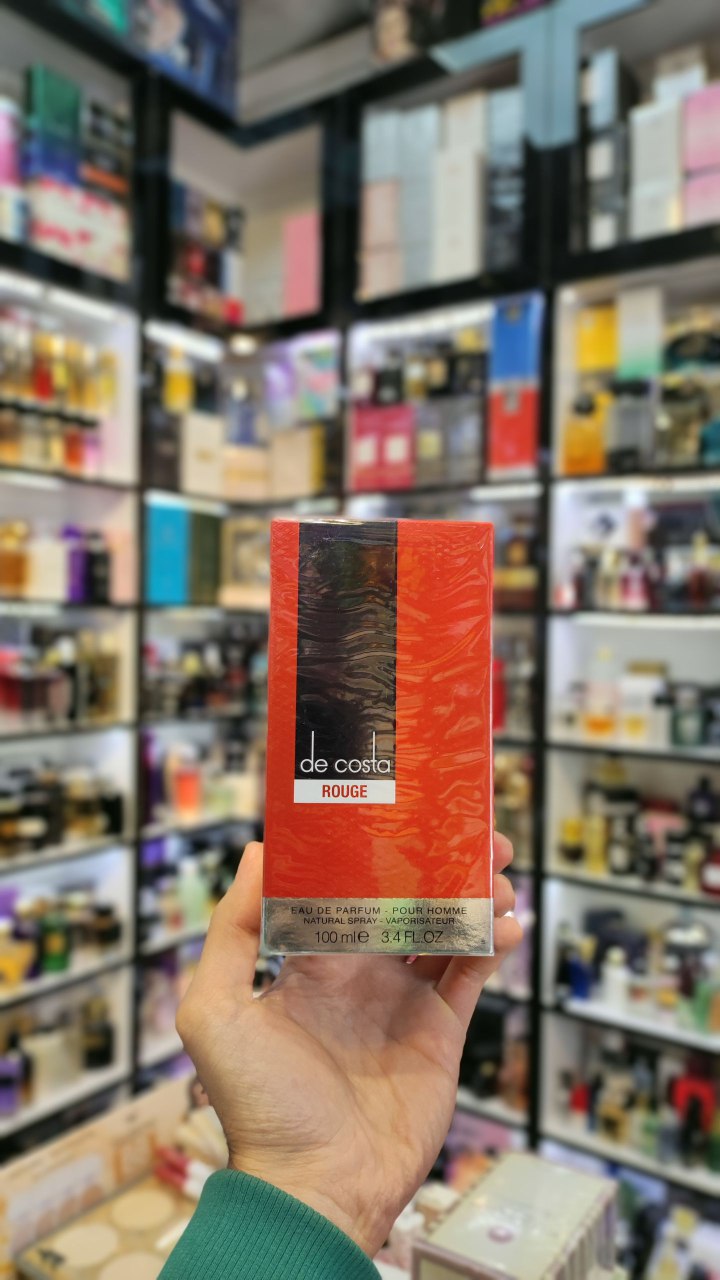 de costa
ROUGE
EAU DE PARFUM - POUR HOMME
NATURAL SPRAY - VAPORISATEUR
100 ml ℮ 3.4 FL.OZ